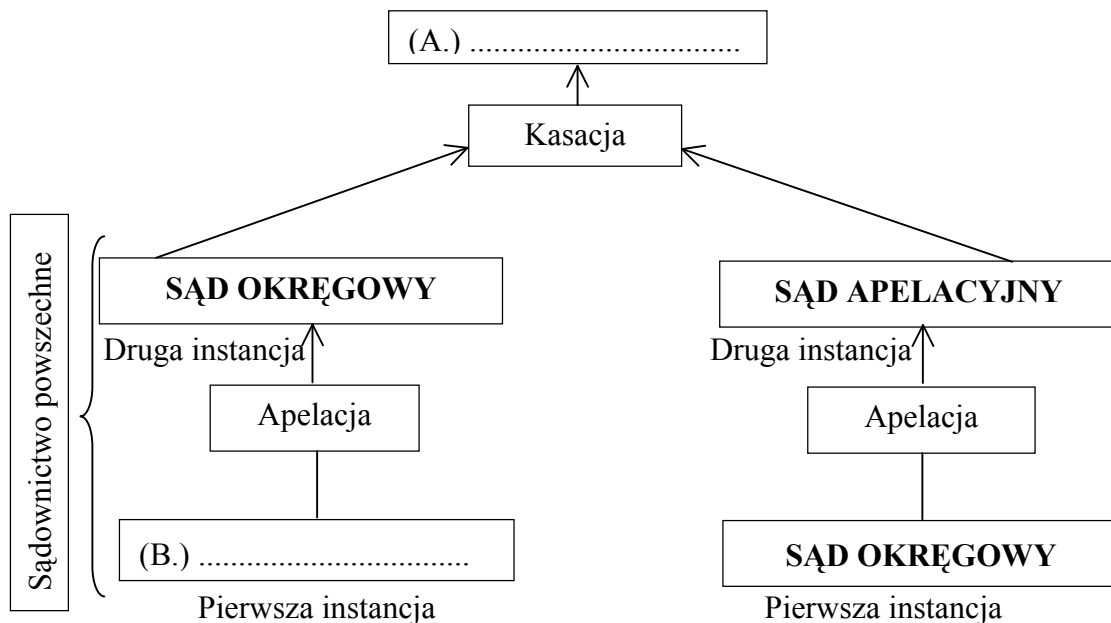 (A.) ..................................
Kasacja
Sądownictwo powszechne
SĄD OKRĘGOWY
SĄD APELACYJNY
Druga instancja
Druga instancja
Apelacja
Apelacja
(B.) ..................................
SĄD OKRĘGOWY
Pierwsza instancja
Pierwsza instancja